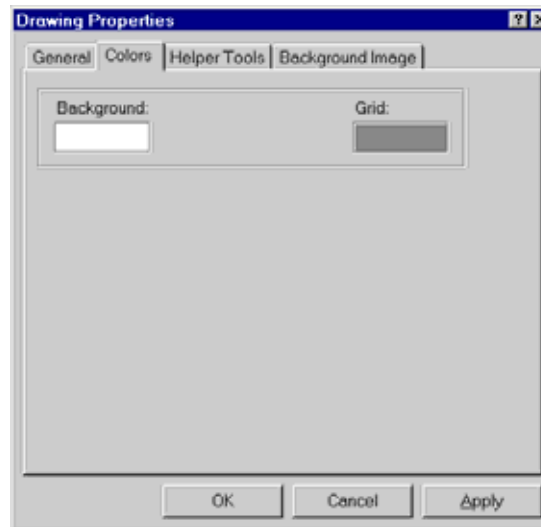 Drawing Properties
General Colors Helper Tools Background Image
Background: Grid:
OK Cancel Apply